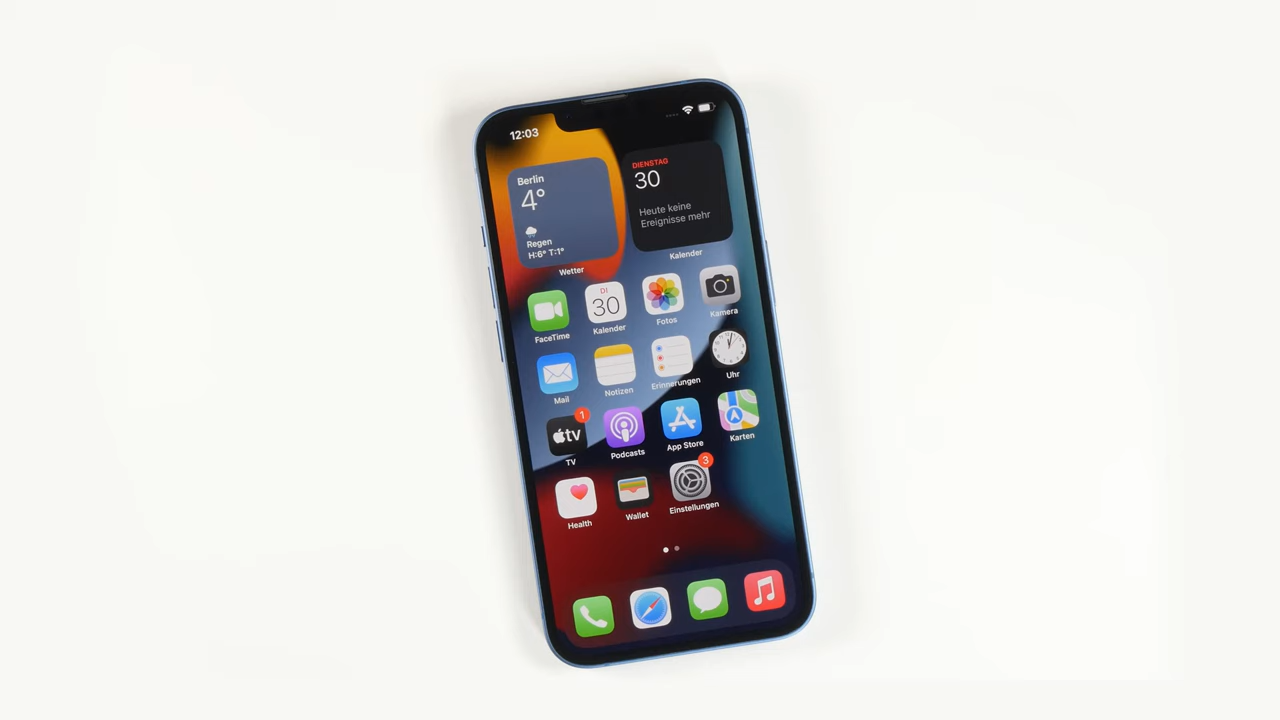 12:03
Berlin
4°
Regen
H:6° T:1°
Wetter
DIENSTAG
30
Heute keine
Ereignisse mehr
Kalender
FaceTime
DI
30
Kalender
Fotos
Kamera
Mail
Notizen
Erinnerungen
Uhr
1
tv
TV
Podcasts
App Store
Karten
Health
Wallet
3
Einstellungen